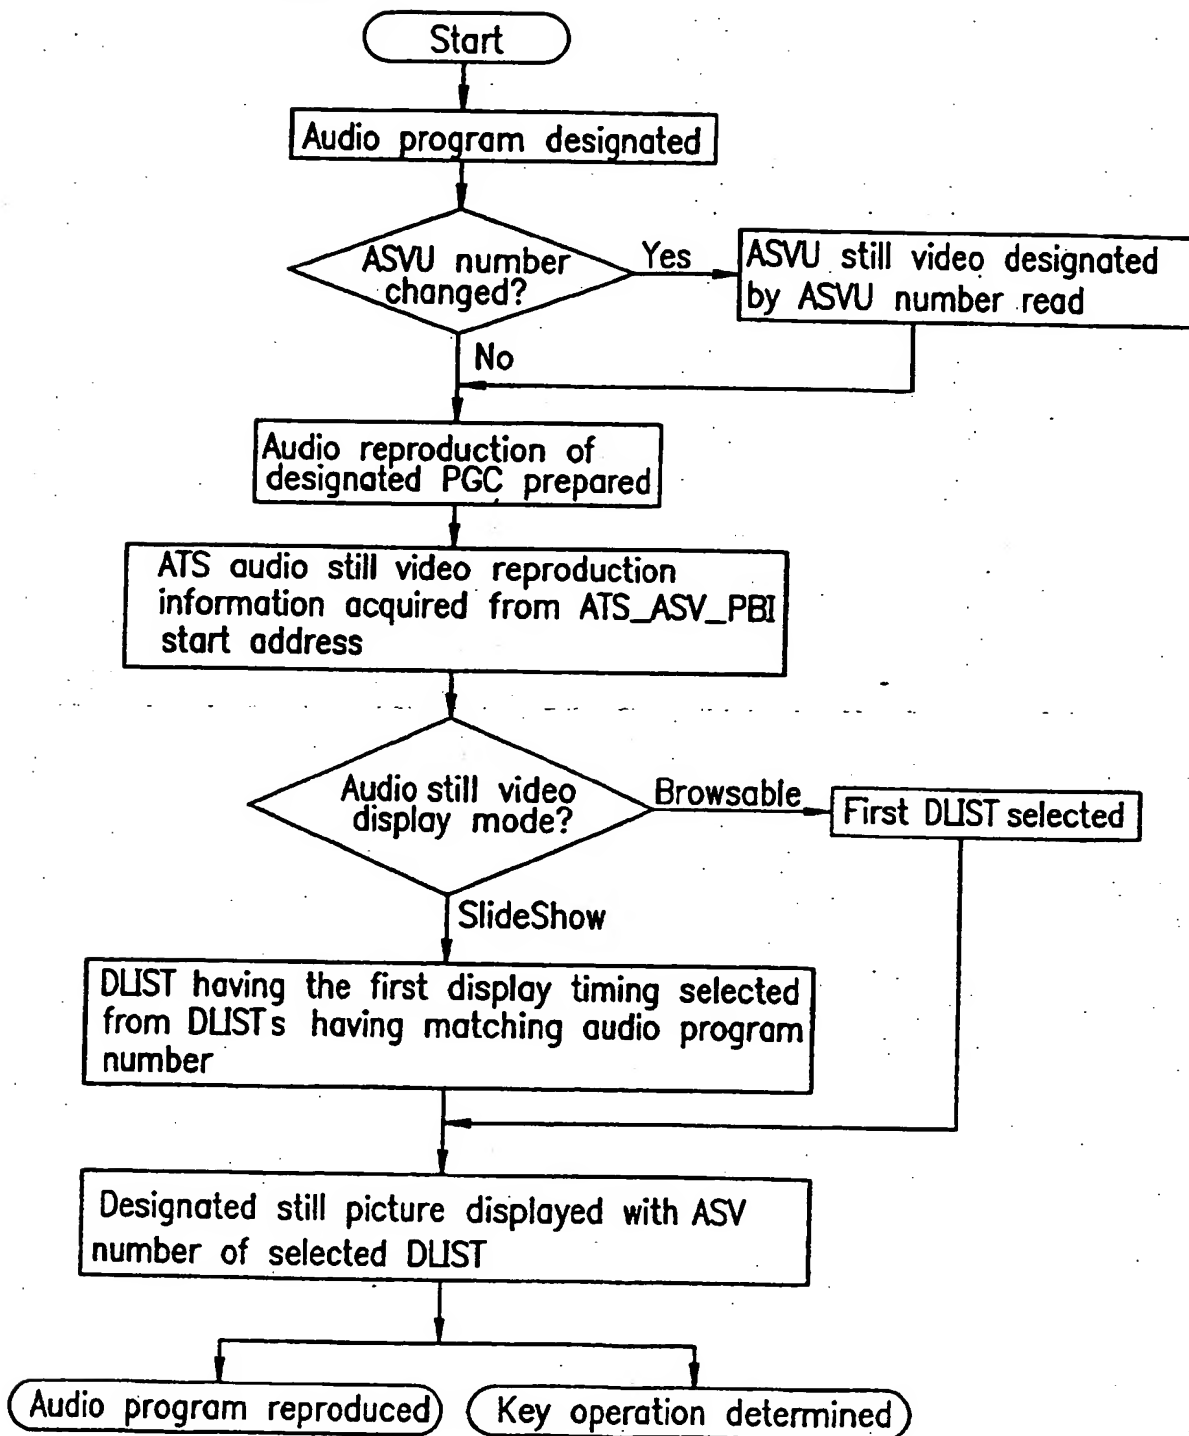 Start
Audio program designated
ASVU number
changed?
Yes
ASVU still video designated
by ASVU number read
No
Audio reproduction of
designated PGC prepared
ATS audio still video reproduction
information acquired from ATS_ASV_PBI
start address
Audio still video
display mode?
Browsable
First DLIST selected
SlideShow
DLIST having the first display timing selected
from DLISTs having matching audio program
number
Designated still picture displayed with ASV
number of selected DLIST
Audio program reproduced
Key operation determined